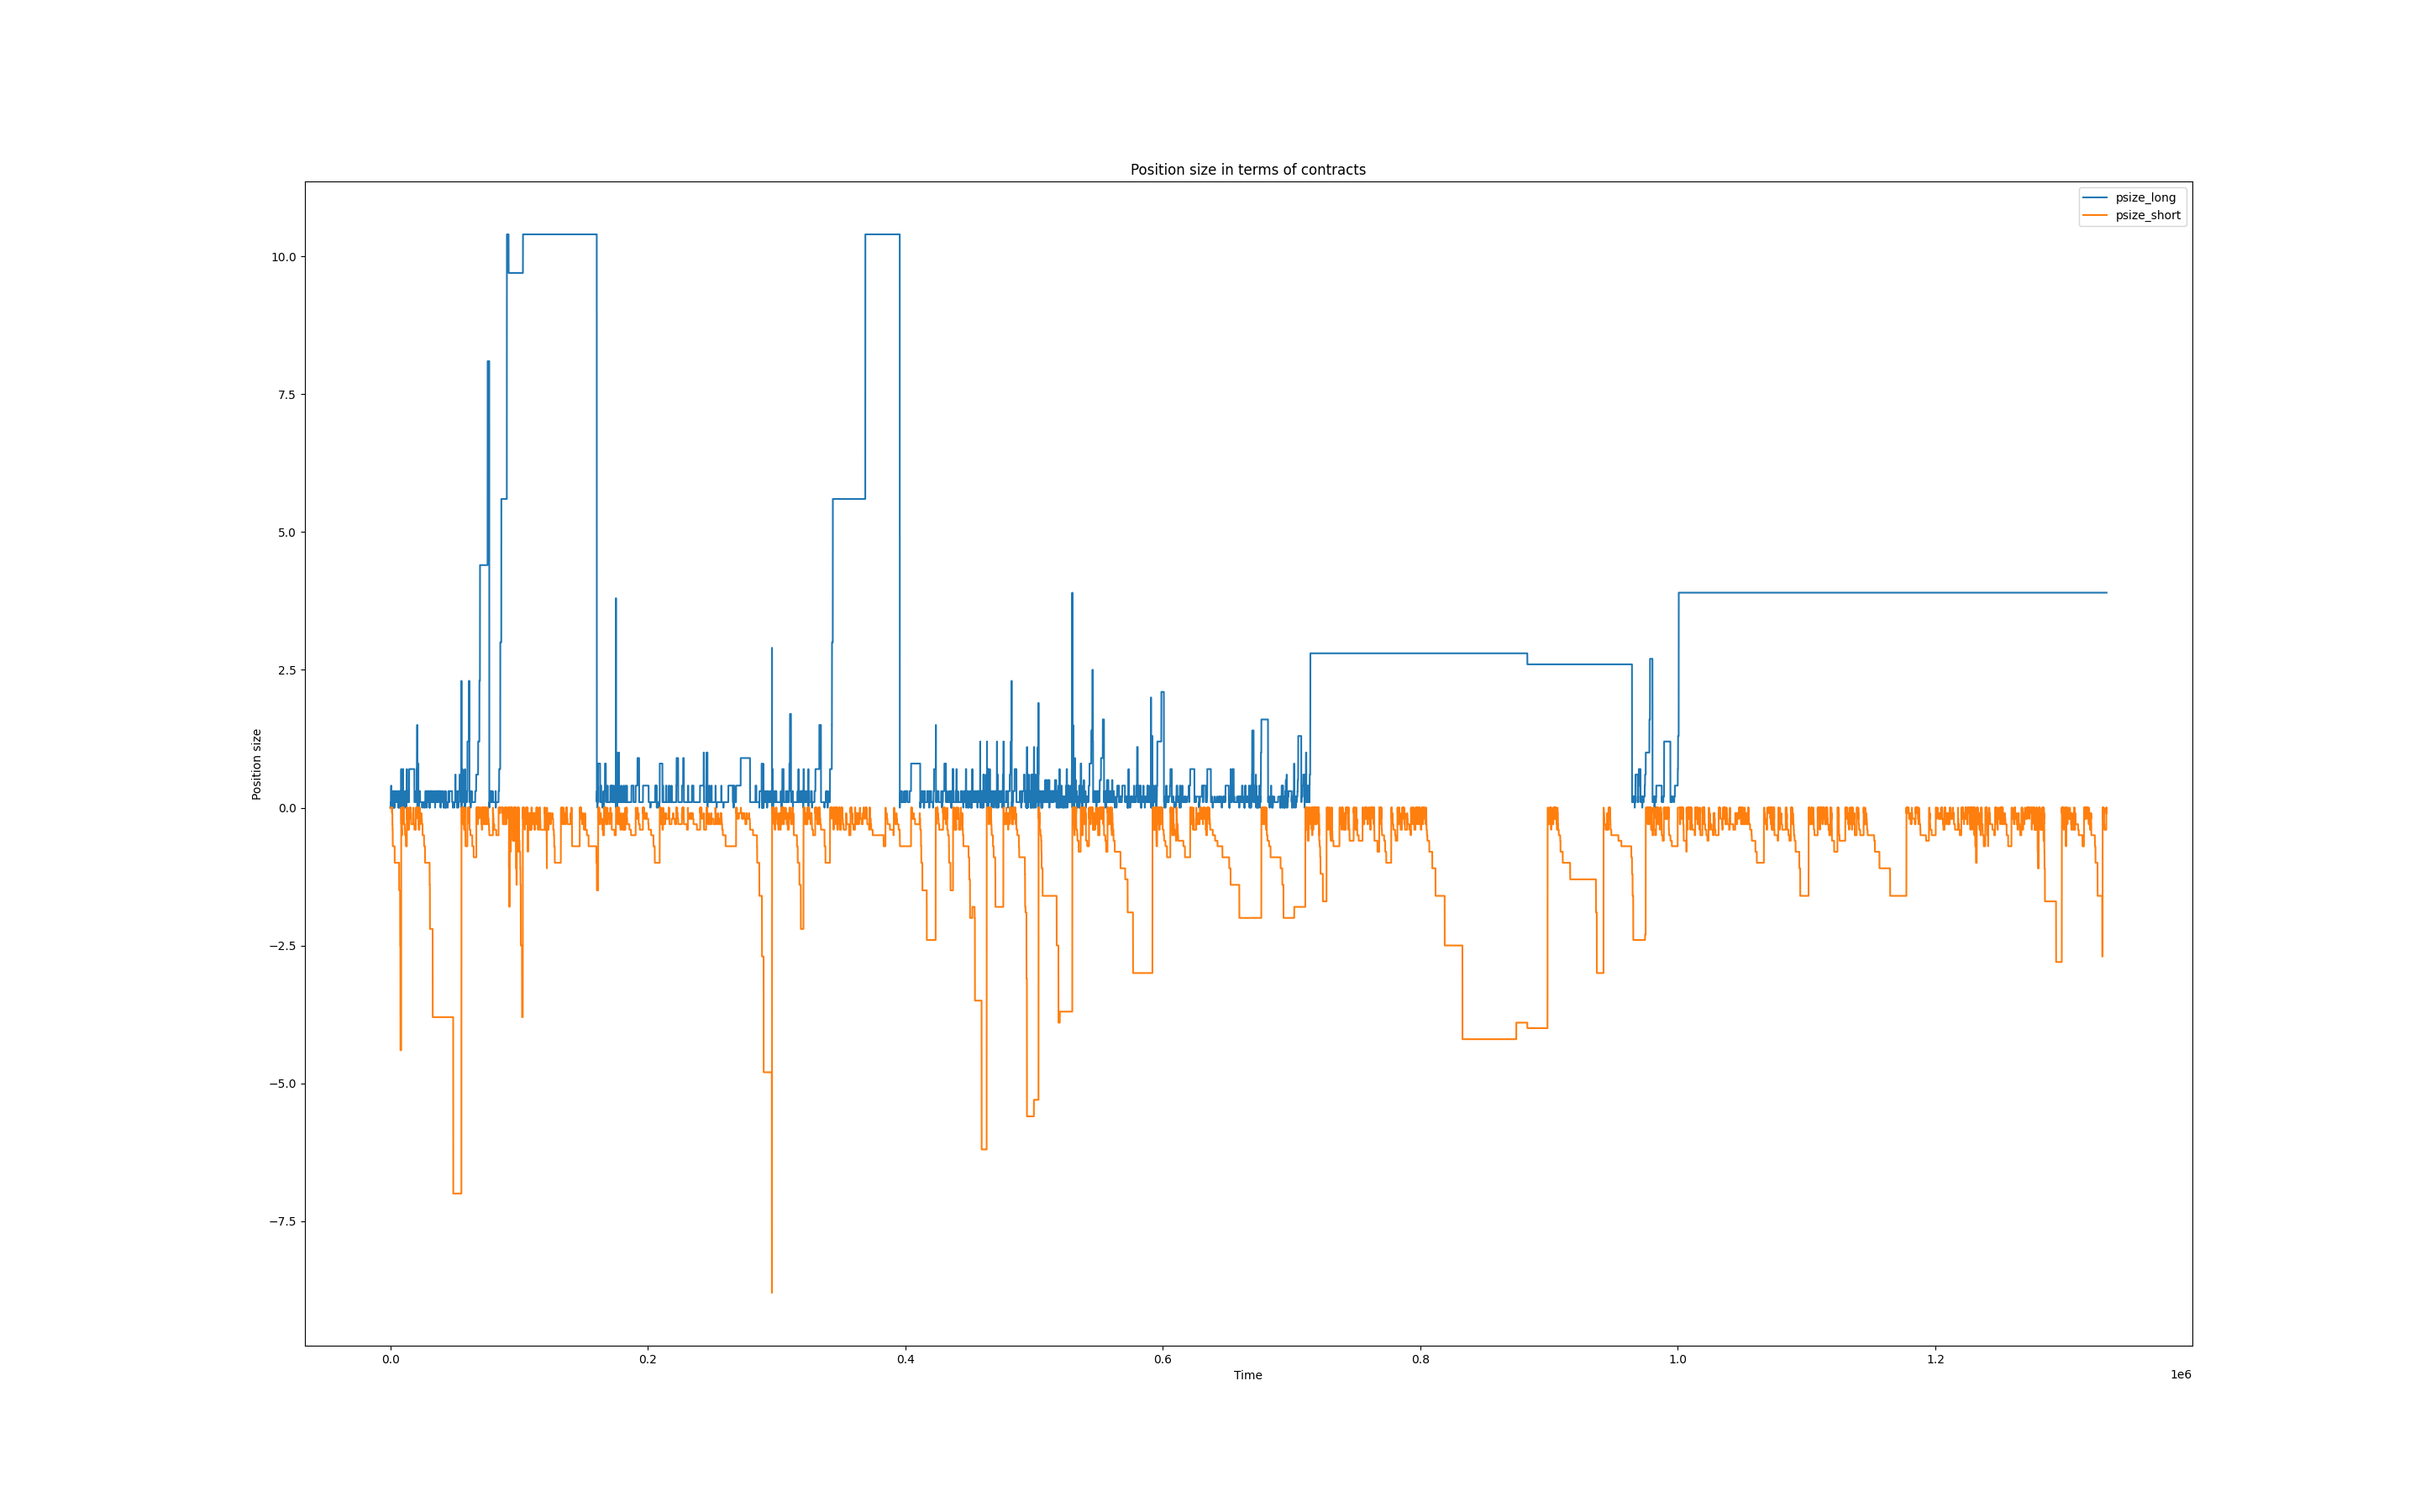 Position size in terms of contracts
psize_long
psize_short
10.0
7.5
5.0
2.5
0.0
−2.5
−5.0
−7.5
Position size
0.0 0.2 0.4 0.6 0.8 1.0 1.2
Time
1e6